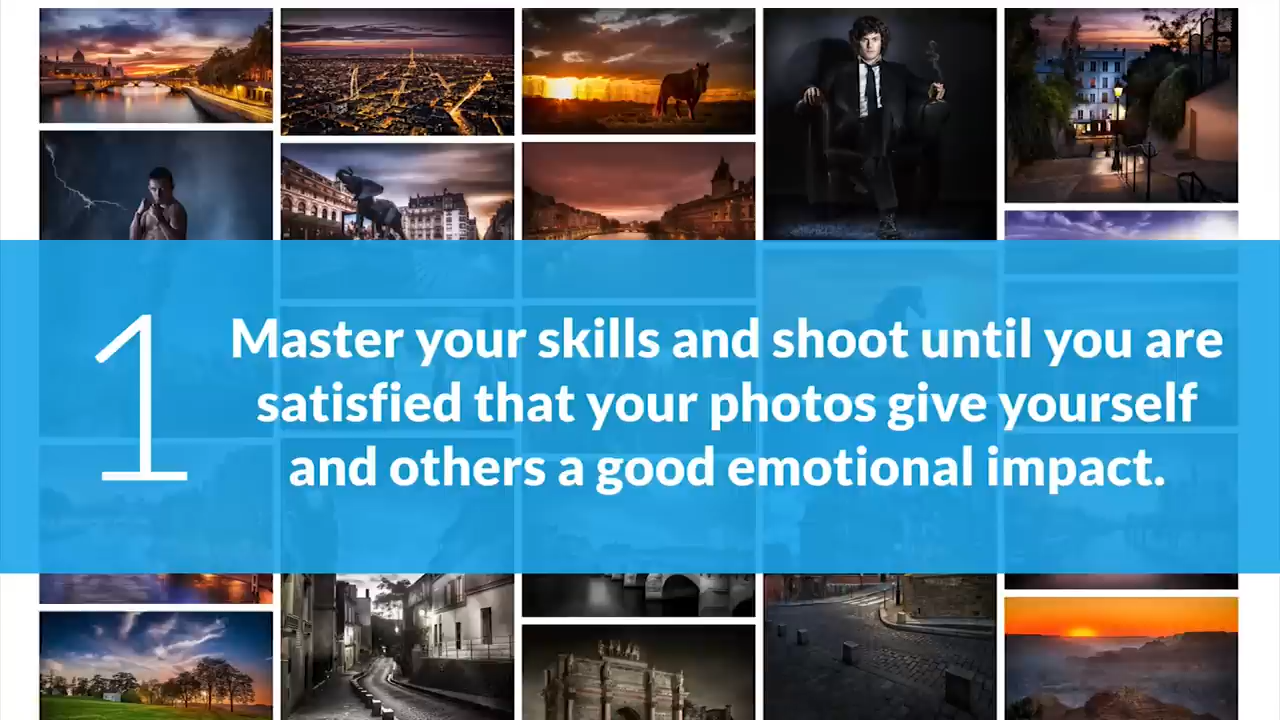 1
Master your skills and shoot until you are
satisfied that your photos give yourself
and others a good emotional impact.